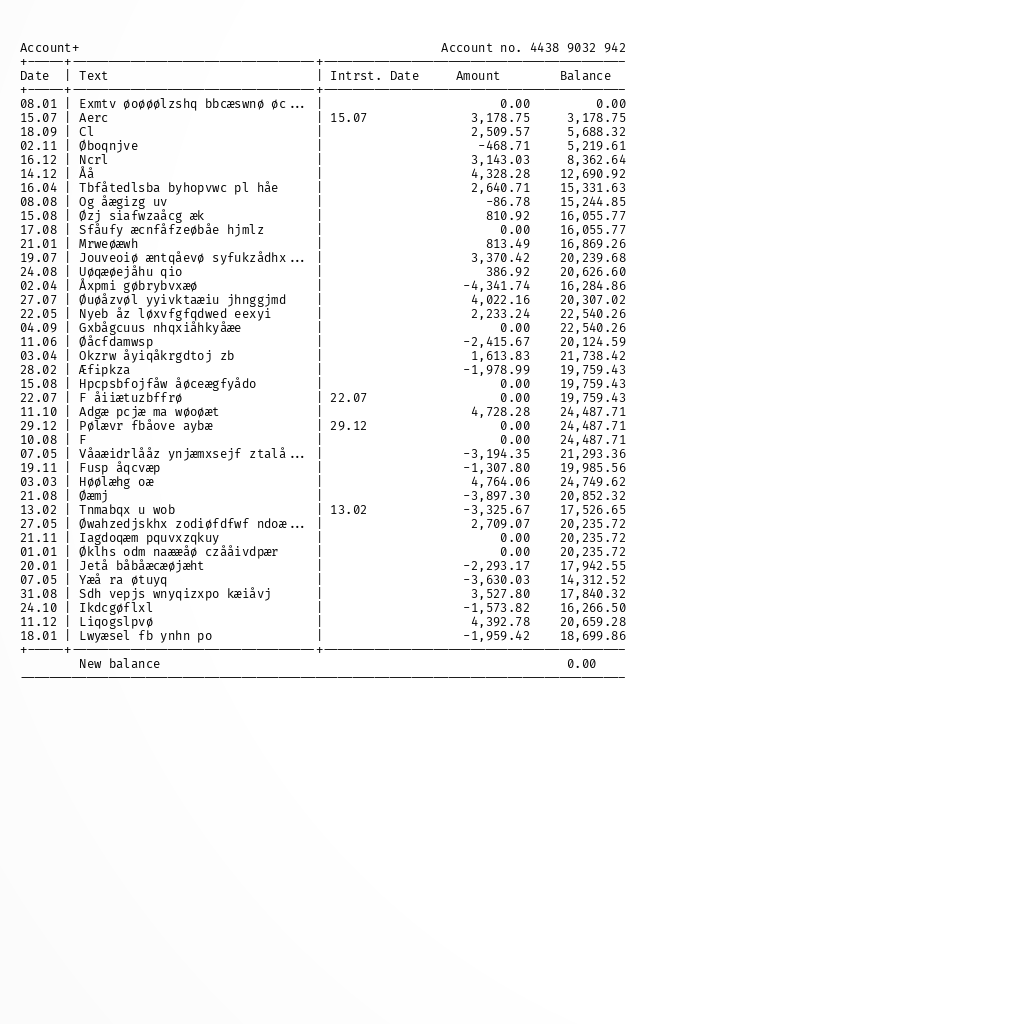 Account+ Account no. 4438 9032 942
+-----+---------------------------------+-----------------------------------------
Date | Text | Intrst. Date Amount Balance
+-----+---------------------------------+-----------------------------------------
08.01 | Exmtv øoøøølzshq bbcæswnø øc... | 0.00 0.00
15.07 | Aerc | 15.07 3,178.75 3,178.75
18.09 | Cl | 2,509.57 5,688.32
02.11 | Øboqnjve | -468.71 5,219.61
16.12 | Ncrl | 3,143.03 8,362.64
14.12 | Åå | 4,328.28 12,690.92
16.04 | Tbfåtedlsba byhopvwc pl håe | 2,640.71 15,331.63
08.08 | Og åægizg uv | -86.78 15,244.85
15.08 | Øzj siafwzaåcg æk | 810.92 16,055.77
17.08 | Sfåufy æcnfåfzeøbåe hjmlz | 0.00 16,055.77
21.01 | Mrweøæwh | 813.49 16,869.26
19.07 | Jouveoiø æntqåevø syfukzådhx... | 3,370.42 20,239.68
24.08 | Uøqæøejåhu qio | 386.92 20,626.60
02.04 | Åxpmi gøbrybvxæø | -4,341.74 16,284.86
27.07 | Øuøåzvøl yyivktaæiu jhnggjmd | 4,022.16 20,307.02
22.05 | Nyeb åz løxvfgfqdwed eexyi | 2,233.24 22,540.26
04.09 | Gxbågcuus nhqxiåhkyåæe | 0.00 22,540.26
11.06 | Øåcfdamwsp | -2,415.67 20,124.59
03.04 | Okzrw åyiqåkrgdtoj zb | 1,613.83 21,738.42
28.02 | Æfipkza | -1,978.99 19,759.43
15.08 | Hpcpsbfojfåw åøceægfyådo | 0.00 19,759.43
22.07 | F åiiætuzbffrø | 22.07 0.00 19,759.43
11.10 | Adgæ pcjæ ma wøoøæt | 4,728.28 24,487.71
29.12 | Pølævr fbåove aybæ | 29.12 0.00 24,487.71
10.08 | F | 0.00 24,487.71
07.05 | Våaæidrlååz ynjæmxsejf ztalå... | -3,194.35 21,293.36
19.11 | Fusp åqcvæp | -1,307.80 19,985.56
03.03 | Høølæhg oæ | 4,764.06 24,749.62
21.08 | Øæmj | -3,897.30 20,852.32
13.02 | Tnmabqx u wob | 13.02 -3,325.67 17,526.65
27.05 | Øwahzedjskhx zodiøfdfwf ndoæ... | 2,709.07 20,235.72
21.11 | Iagdoqæm pquvxzqkuy | 0.00 20,235.72
01.01 | Øklhs odm naææåø czååivdpær | 0.00 20,235.72
20.01 | Jetå båbåæcæøjæht | -2,293.17 17,942.55
07.05 | Yæå ra øtuyq | -3,630.03 14,312.52
31.08 | Sdh vepjs wnyqizxpo kæiåvj | 3,527.80 17,840.32
24.10 | Ikdcgøflxl | -1,573.82 16,266.50
11.12 | Liqogslpvø | 4,392.78 20,659.28
18.01 | Lwyæsel fb ynhn po | -1,959.42 18,699.86
+-----+---------------------------------+-----------------------------------------
New balance 0.00
----------------------------------------------------------------------------------